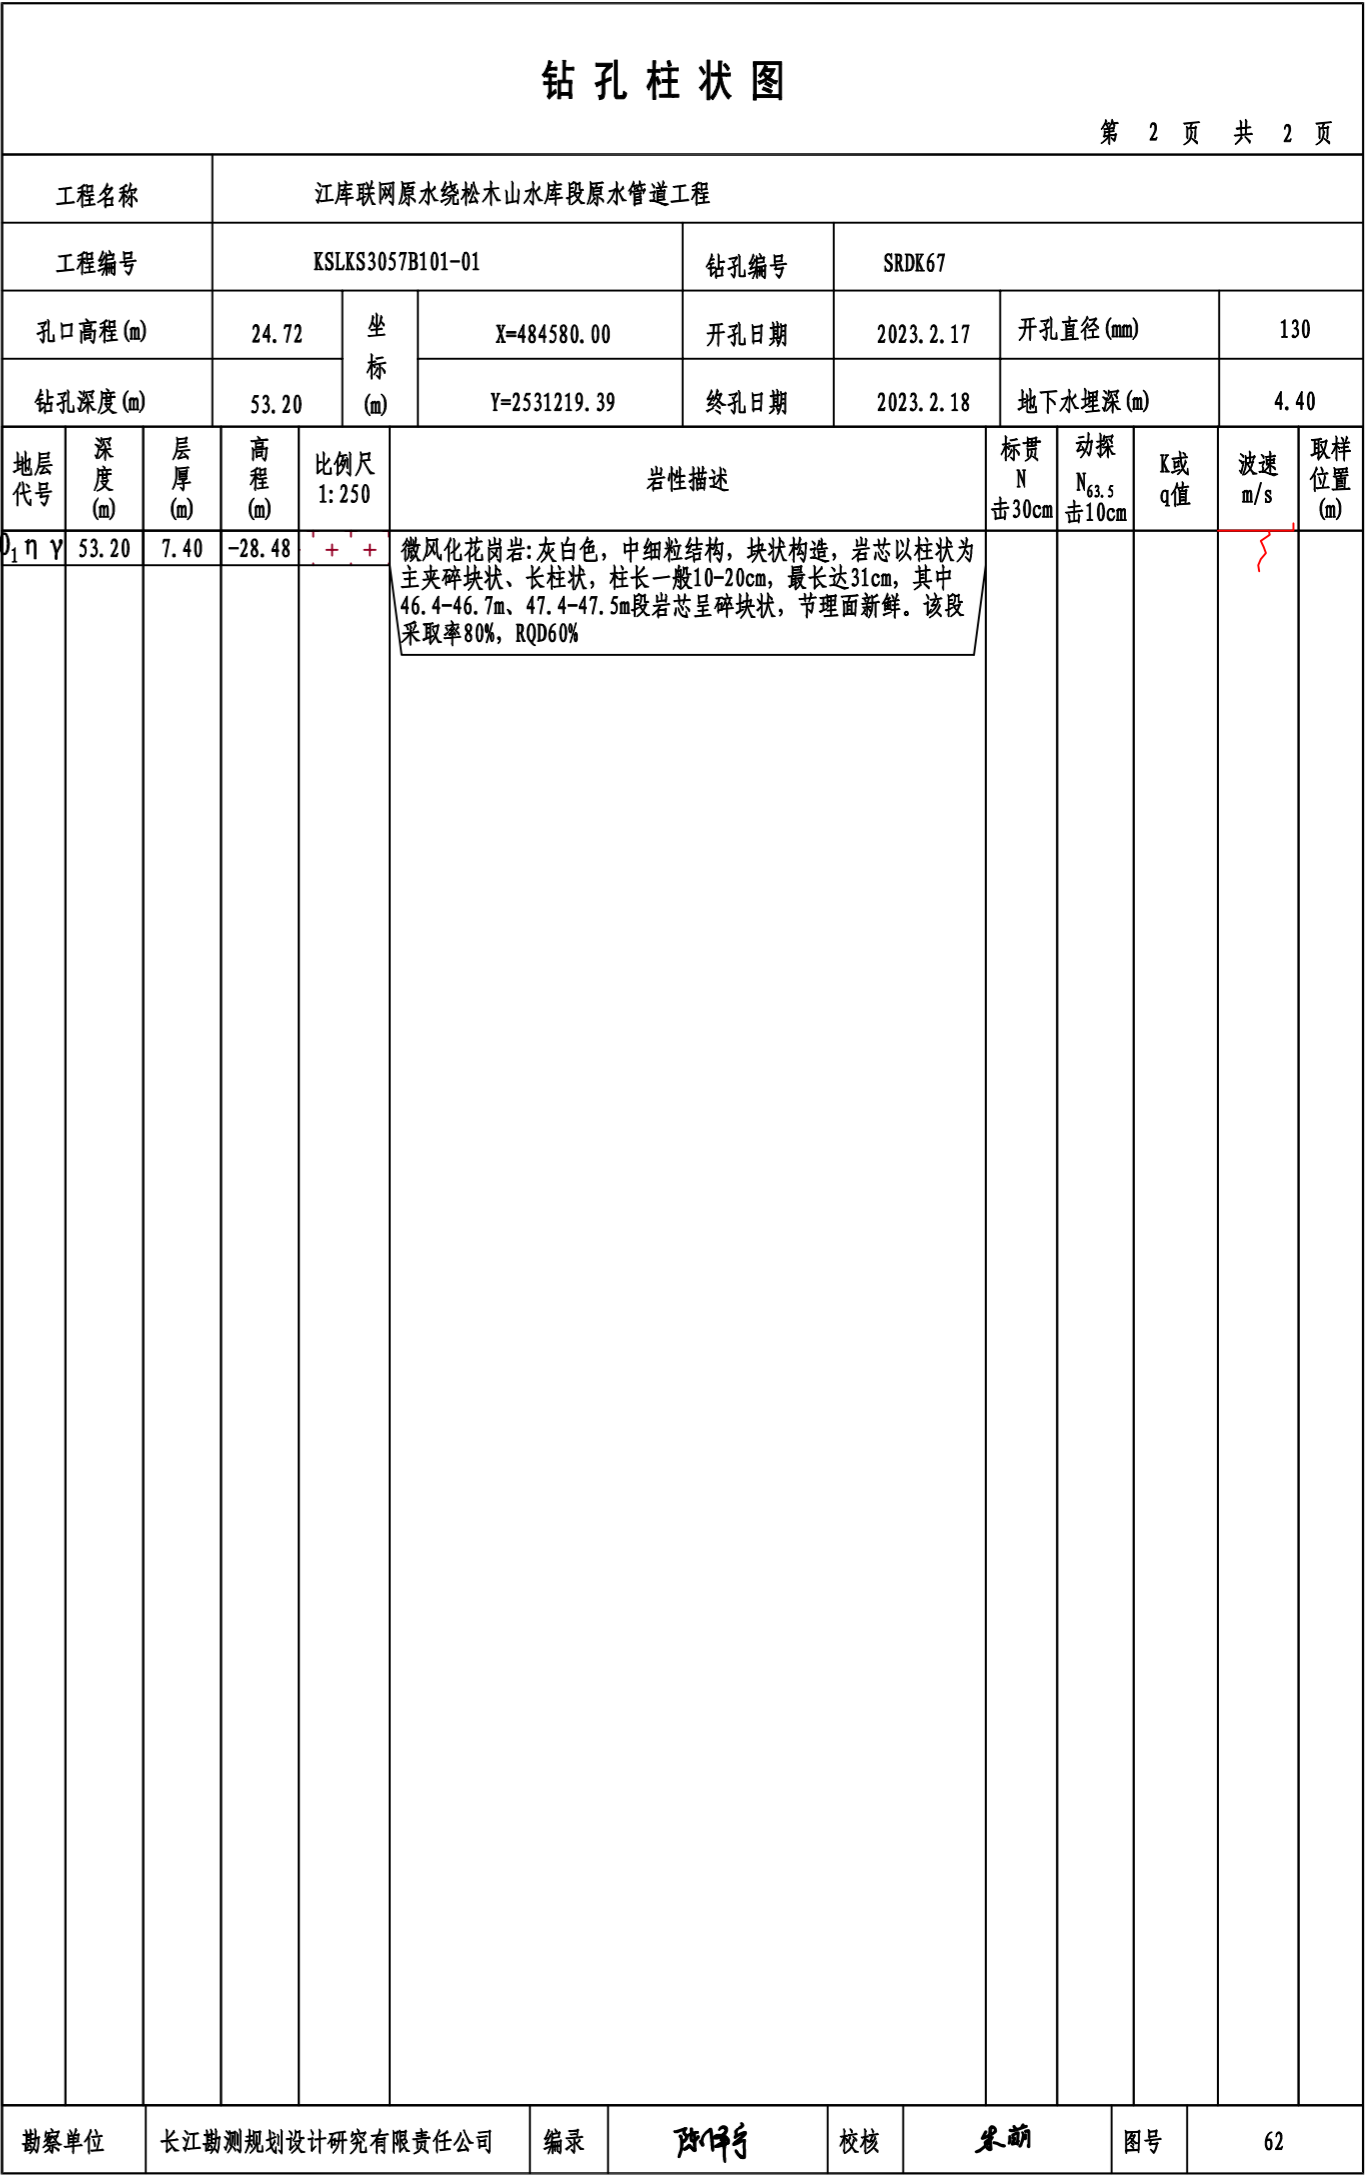 钻孔柱状图
第 2 页 共 2 页
工程名称 江库联网原水绕松木山水库段原水管道工程
工程编号 KSLKS3057B101-01 钻孔编号 SRDK67
孔口高程(m) 24.72 坐标(m) X=484580.00 开孔日期 2023.2.17 开孔直径(mm) 130
钻孔深度(m) 53.20 Y=2531219.39 终孔日期 2023.2.18 地下水埋深(m) 4.40
地层代号 深度(m) 层厚(m) 高程(m) 比例尺1:250 岩性描述 标贯N击30cm 动探N63.5击10cm K或q值 波速m/s 取样位置(m)
53.20 7.40 -28.48 微风化花岗岩:灰白色，中细粒结构，块状构造，岩芯以柱状为
主夹碎块状、长柱状，柱长一般10-20cm，最长达31cm，其中
46.4-46.7m、47.4-47.5m段岩芯呈碎块状，节理面新鲜。该段
采取率80%，RQD60%
勘察单位 长江勘测规划设计研究有限责任公司 编录 校核 朱萌 图号 62